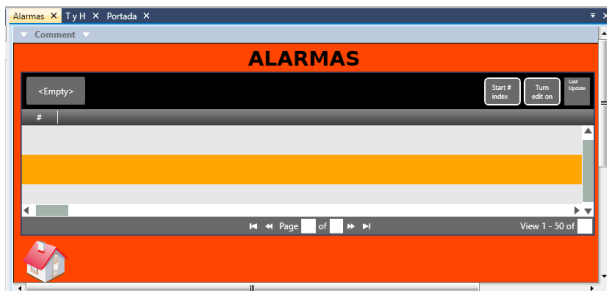 Alarmas X T y H X Portada X
Comment
ALARMAS
<Empty>
Start #
index
Turn
edit on
Last
Update
#
Page of
View 1 - 50 of